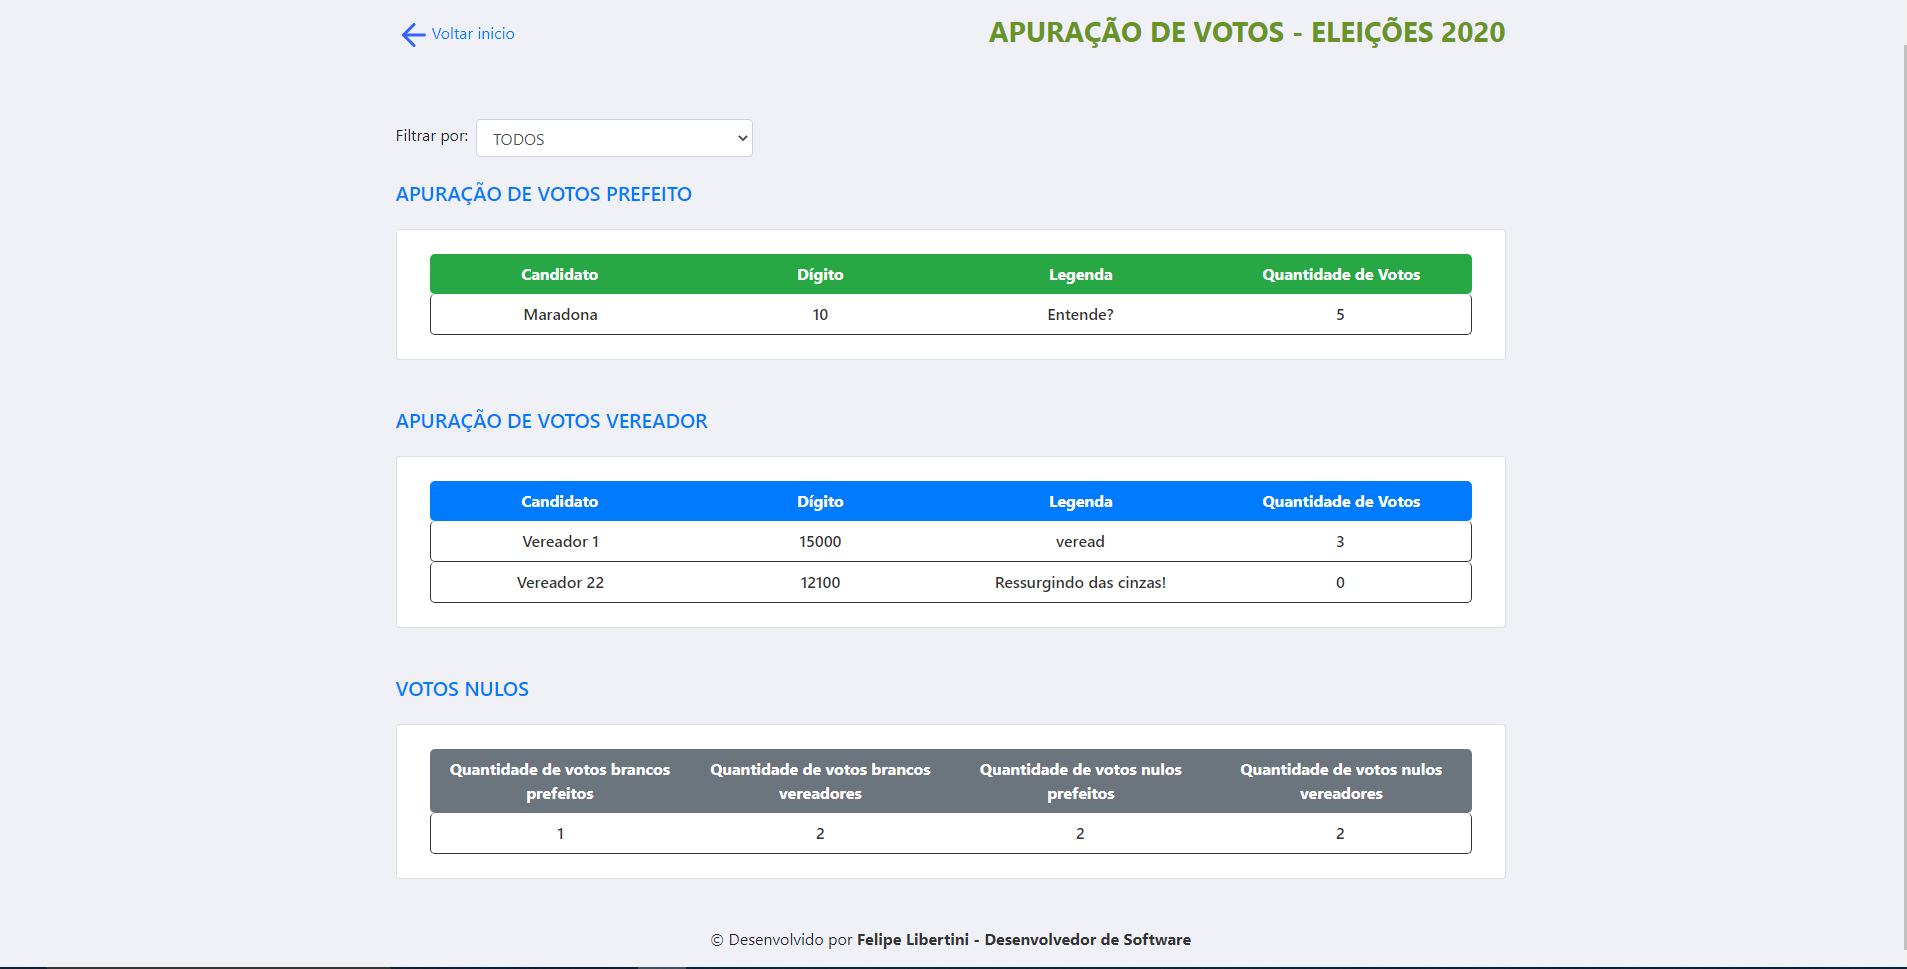 Voltar inicio
APURAÇÃO DE VOTOS - ELEIÇÕES 2020
Filtrar por: TODOS
APURAÇÃO DE VOTOS PREFEITO
Candidato Dígito Legenda Quantidade de Votos
Maradona 10 Entende? 5
APURAÇÃO DE VOTOS VEREADOR
Candidato Dígito Legenda Quantidade de Votos
Vereador 1 15000 veread 3
Vereador 22 12100 Ressurgindo das cinzas! 0
VOTOS NULOS
Quantidade de votos brancos prefeitos Quantidade de votos brancos vereadores Quantidade de votos nulos prefeitos Quantidade de votos nulos vereadores
1 2 2 2
© Desenvolvido por Felipe Libertini - Desenvolvedor de Software